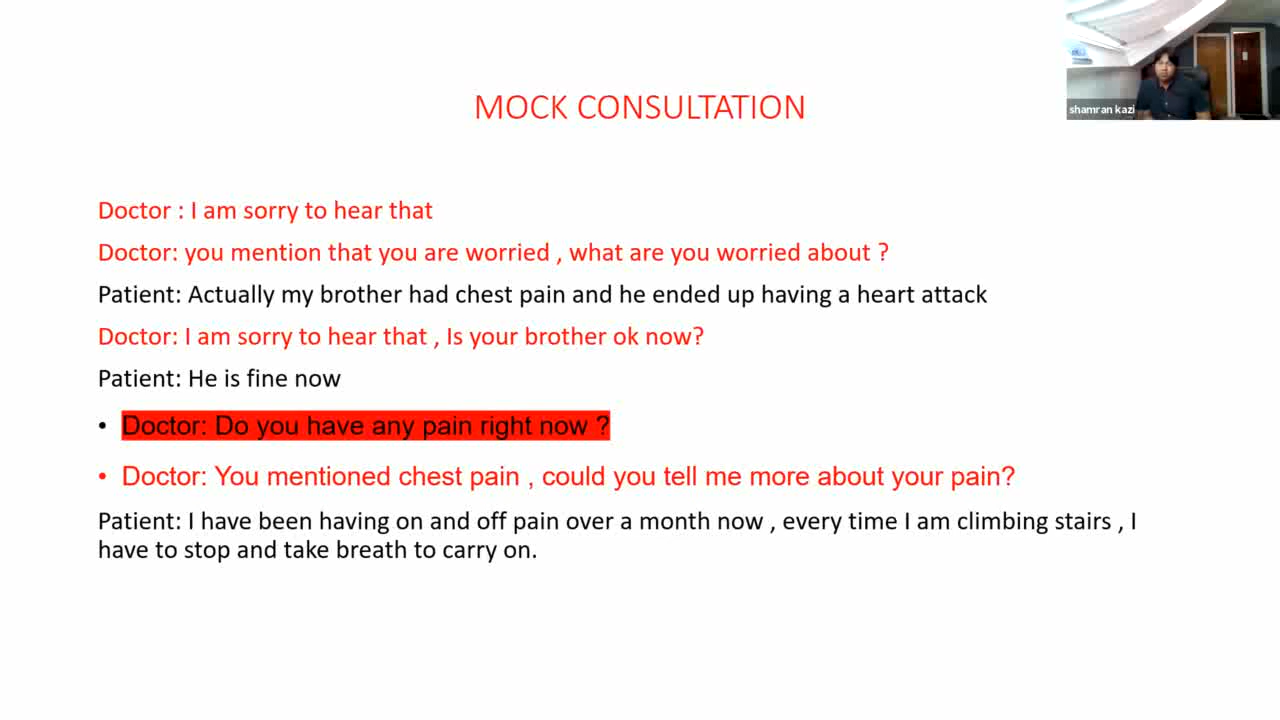 shamran kazi
MOCK CONSULTATION
Doctor : I am sorry to hear that
Doctor: you mention that you are worried , what are you worried about ?
Patient: Actually my brother had chest pain and he ended up having a heart attack
Doctor: I am sorry to hear that , Is your brother ok now?
Patient: He is fine now
• Doctor: Do you have any pain right now ?
• Doctor: You mentioned chest pain , could you tell me more about your pain?
Patient: I have been having on and off pain over a month now , every time I am climbing stairs , I
have to stop and take breath to carry on.